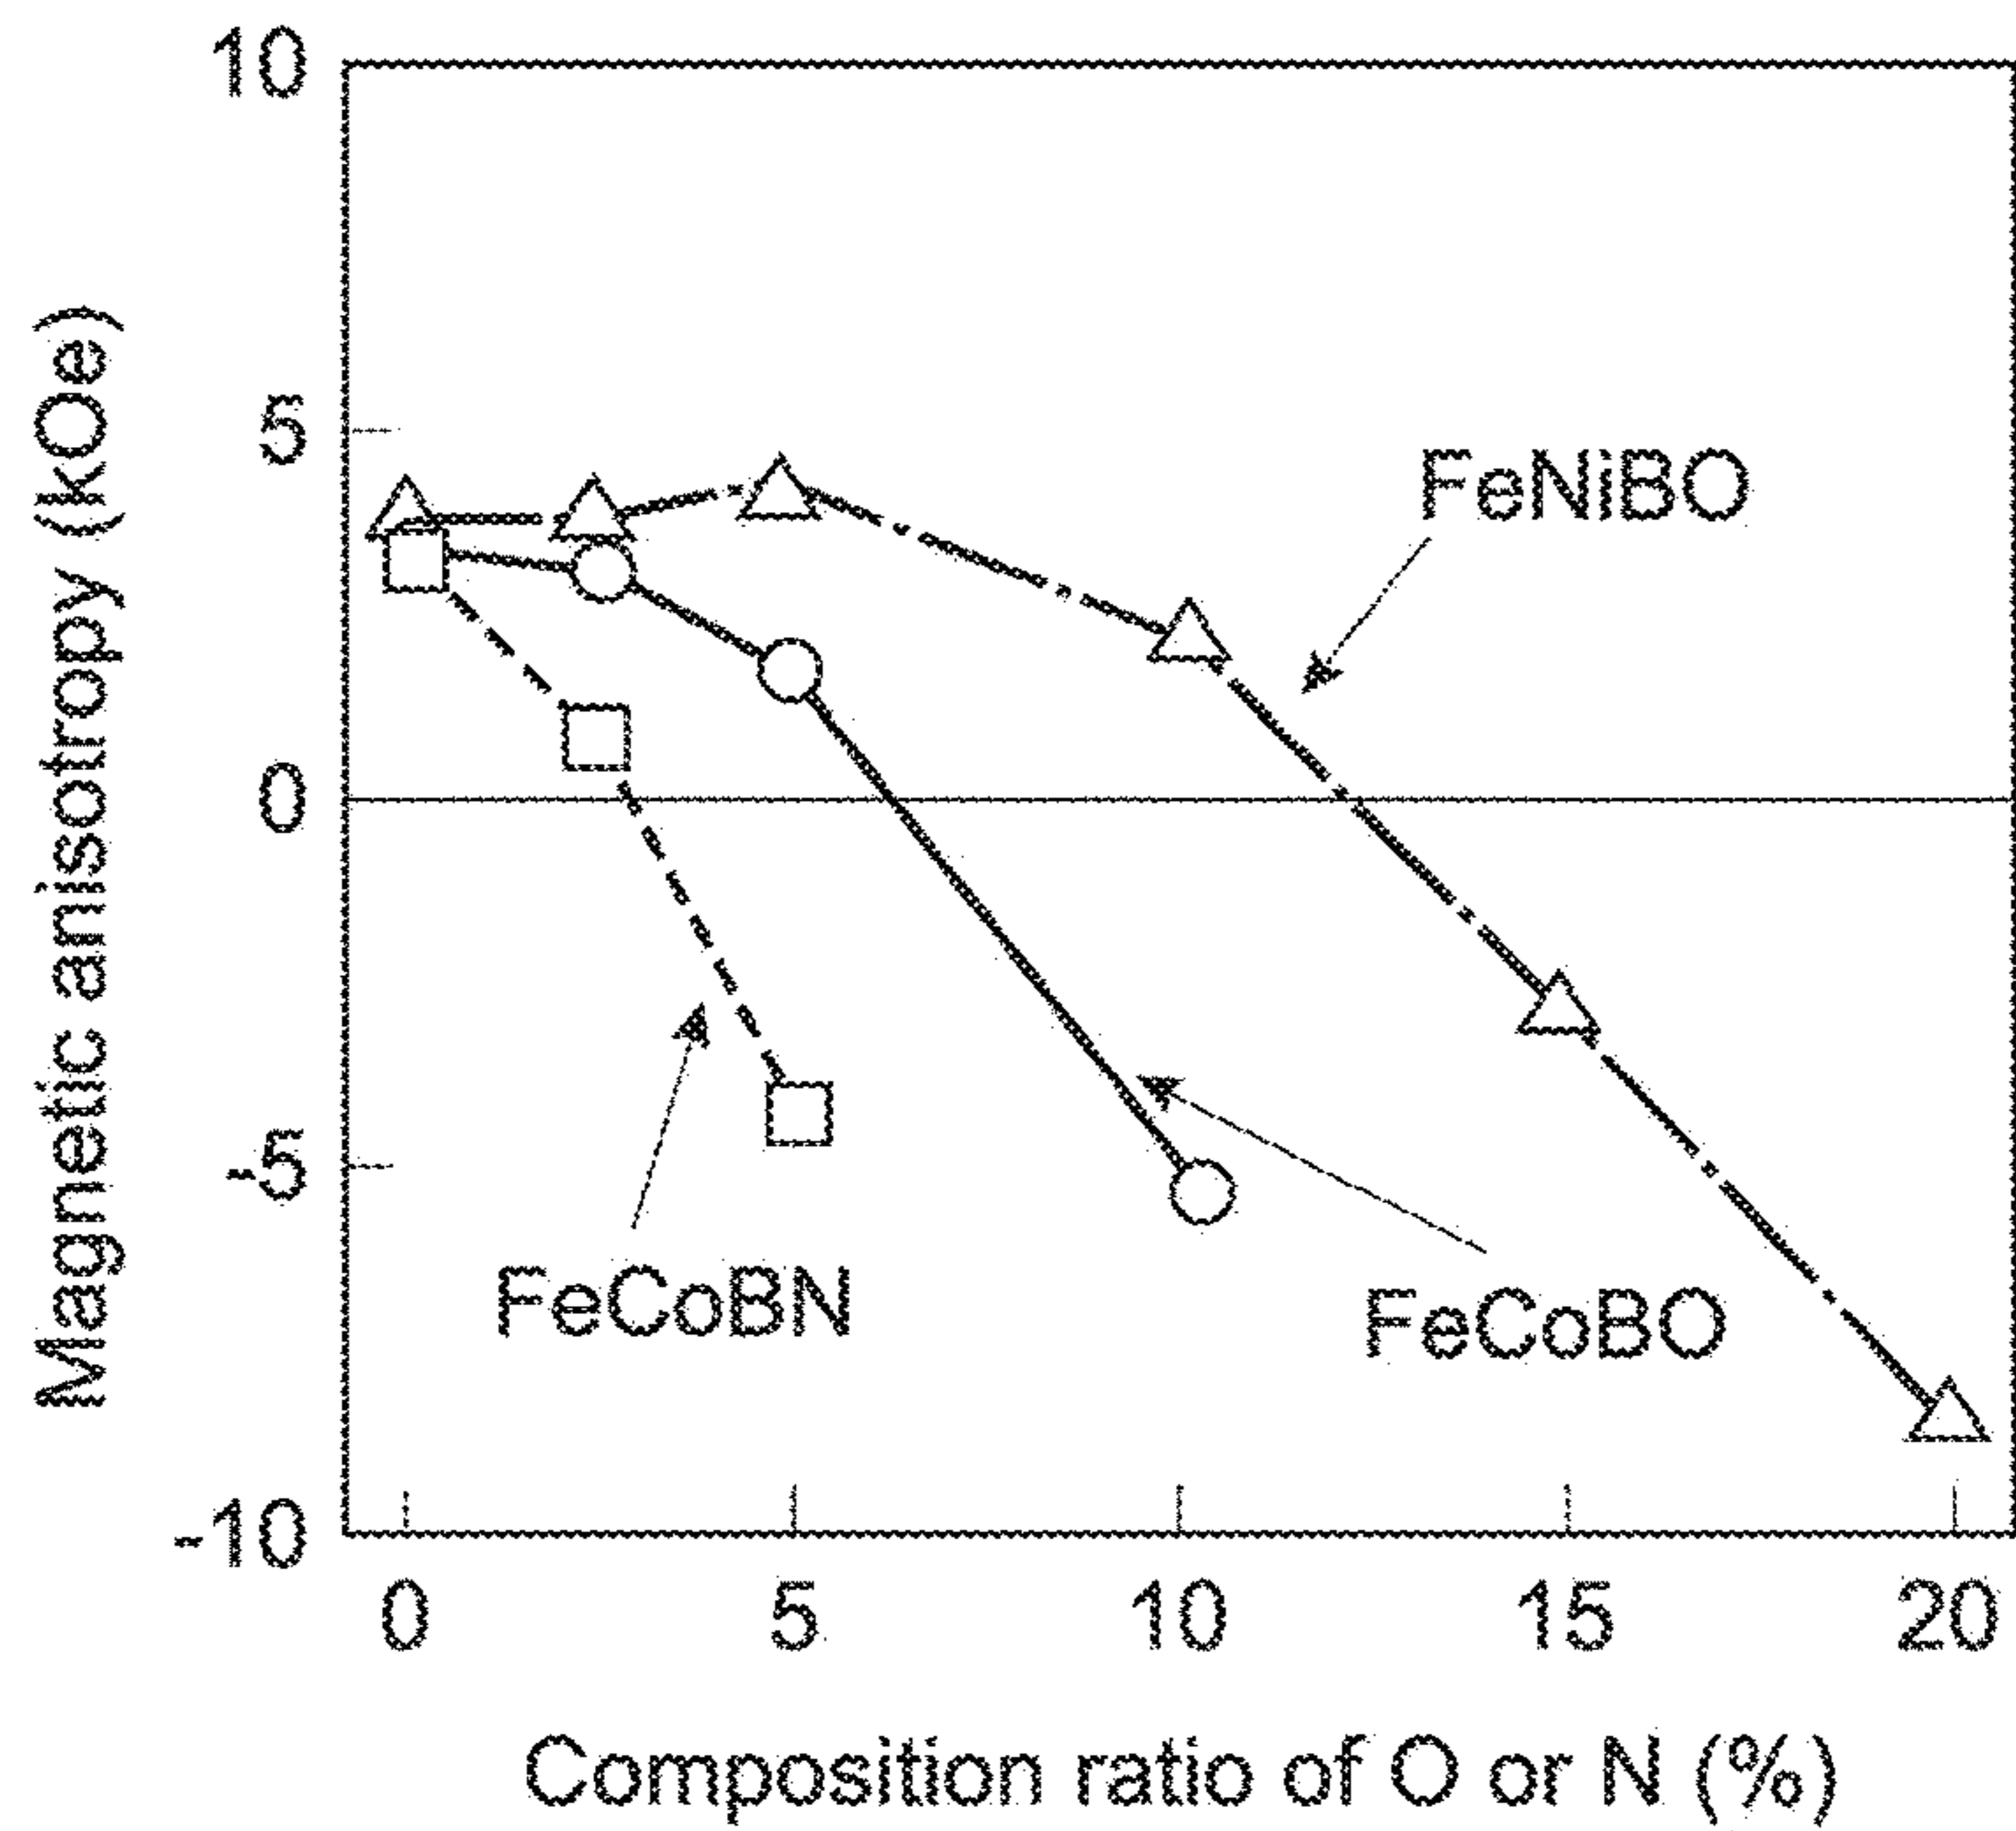 Magnetic anisotropy (kOe)
10
5
0
-5
-10
FeNiBO
FeCoBN
FeCoBO
0 5 10 15 20
Composition ratio of O or N (%)